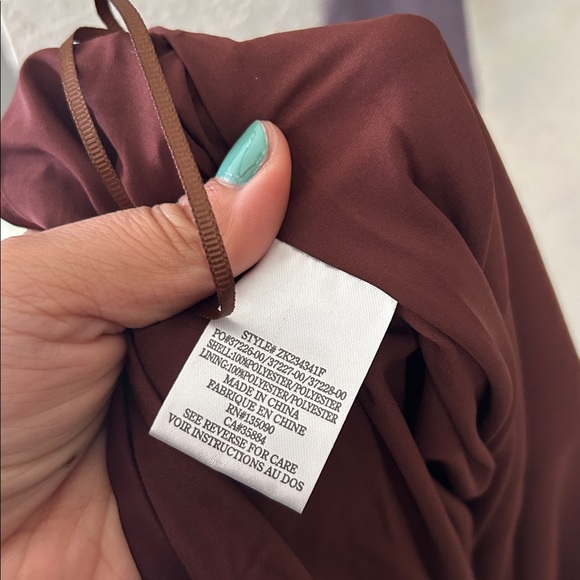 STYLE# ZK234341F
PO#37226-00/37227-00/37228-00
SHELL:100%POLYESTER/POLYESTER
LINING:100%POLYESTER/POLYESTER
MADE IN CHINA
FABRIQUE EN CHINE
RN#135090
CA#35884
SEE REVERSE FOR CARE
VOIR INSTRUCTIONS AU DOS